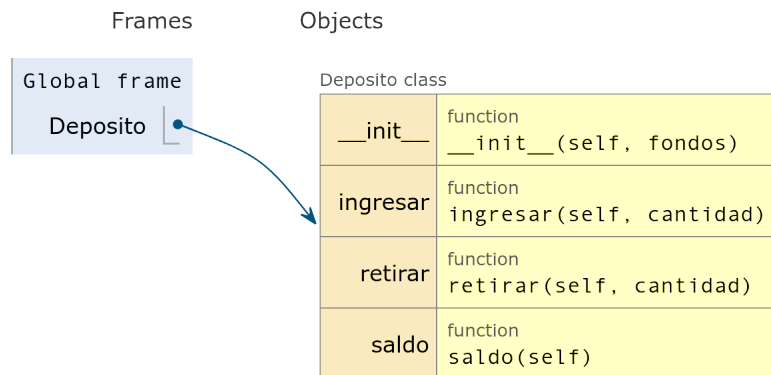 Frames
Objects
Global frame
Deposito
Deposito class
__init__
function
__init__(self, fondos)
ingresar
function
ingresar(self, cantidad)
retirar
function
retirar(self, cantidad)
saldo
function
saldo(self)